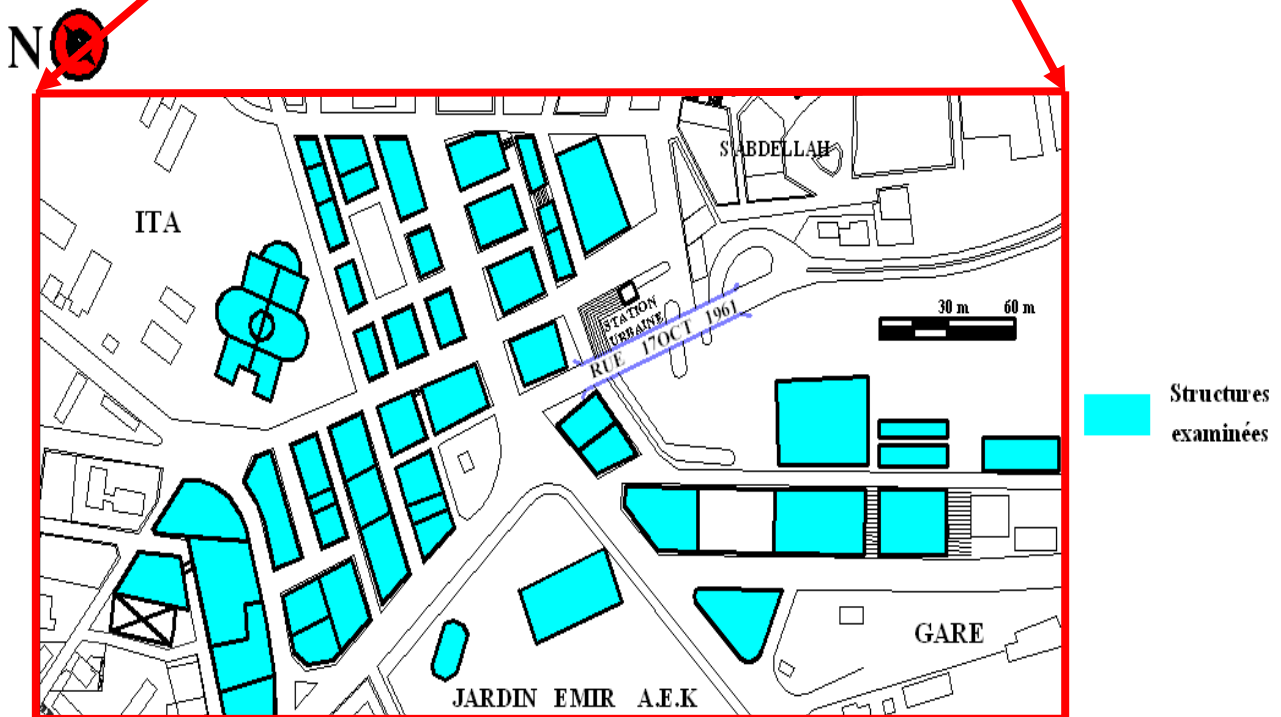 N
S^t ABDELLAH
ITA
30 m 60 m
STATION
URBAINE
RUE 17OCT 1961
Structures
examinées
GARE
JARDIN EMIR A.E.K